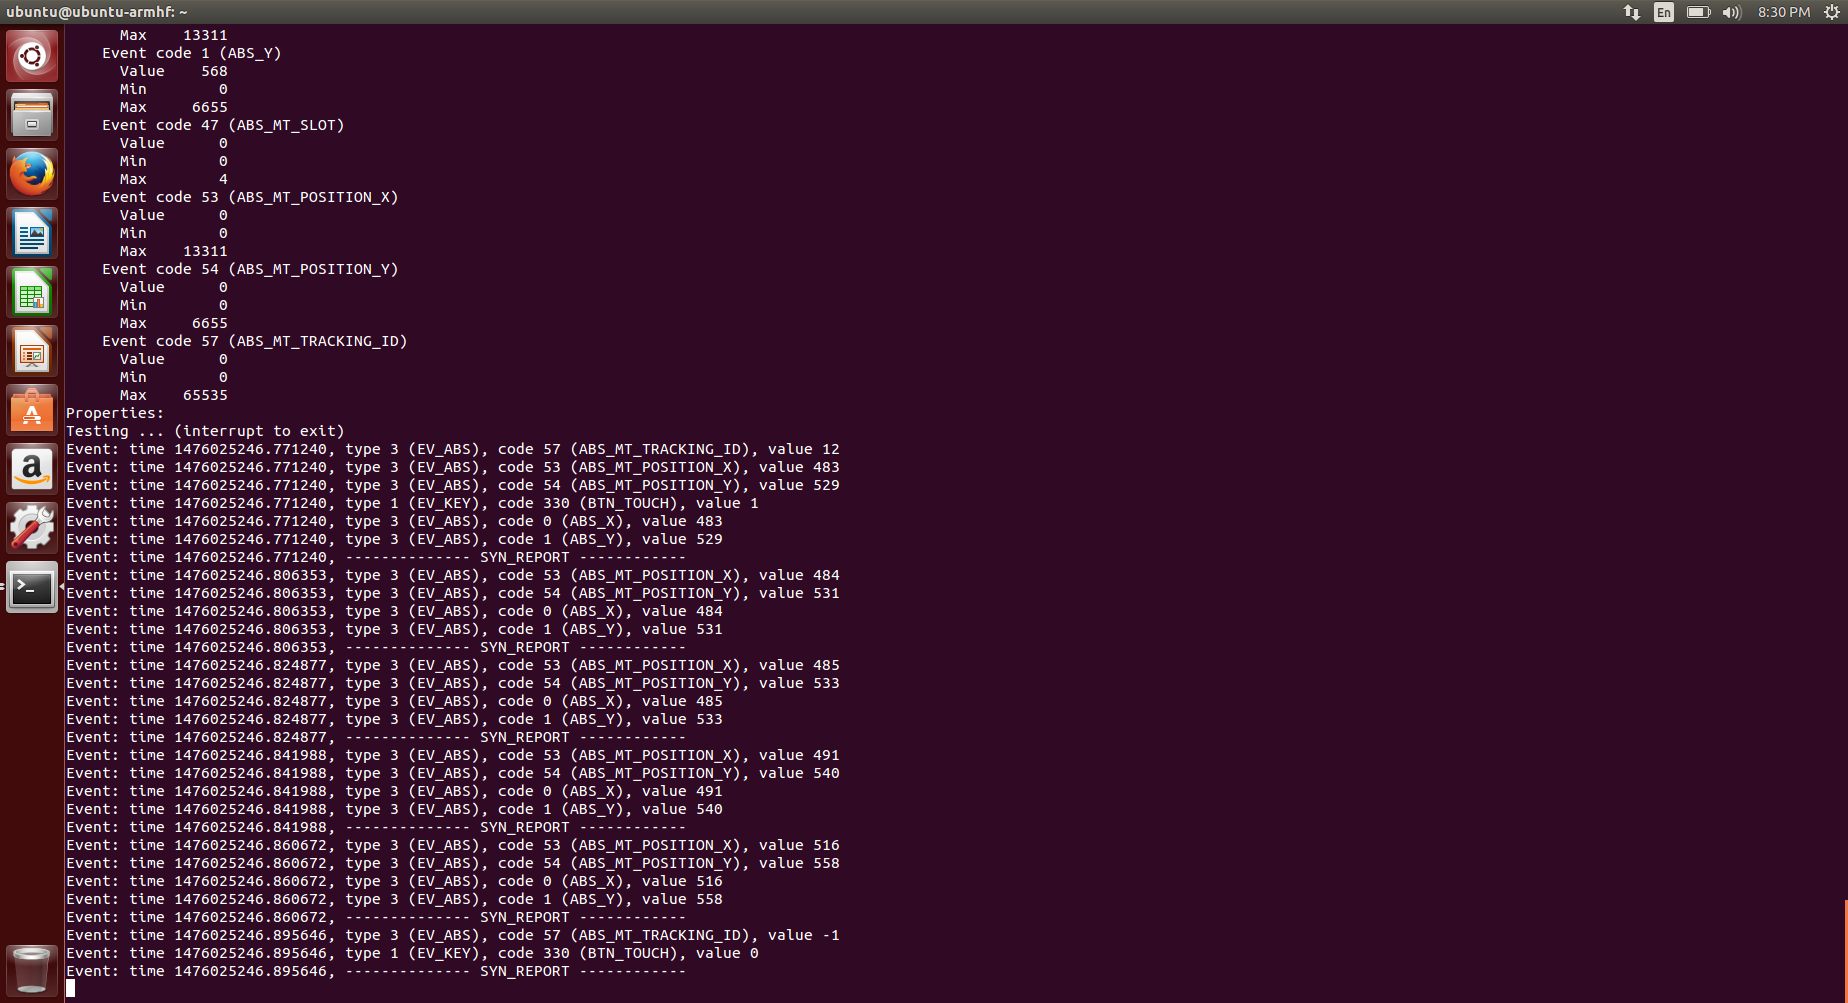 ubuntu@ubuntu-armhf: ~
En
8:30 PM
Max 13311
Event code 1 (ABS_Y)
Value 568
Min 0
Max 6655
Event code 47 (ABS_MT_SLOT)
Value 0
Min 0
Max 4
Event code 53 (ABS_MT_POSITION_X)
Value 0
Min 0
Max 13311
Event code 54 (ABS_MT_POSITION_Y)
Value 0
Min 0
Max 6655
Event code 57 (ABS_MT_TRACKING_ID)
Value 0
Min 0
Max 65535
Properties:
Testing ... (interrupt to exit)
Event: time 1476025246.771240, type 3 (EV_ABS), code 57 (ABS_MT_TRACKING_ID), value 12
Event: time 1476025246.771240, type 3 (EV_ABS), code 53 (ABS_MT_POSITION_X), value 483
Event: time 1476025246.771240, type 3 (EV_ABS), code 54 (ABS_MT_POSITION_Y), value 529
Event: time 1476025246.771240, type 1 (EV_KEY), code 330 (BTN_TOUCH), value 1
Event: time 1476025246.771240, type 3 (EV_ABS), code 0 (ABS_X), value 483
Event: time 1476025246.771240, type 3 (EV_ABS), code 1 (ABS_Y), value 529
Event: time 1476025246.771240, -------------- SYN_REPORT ------------
Event: time 1476025246.806353, type 3 (EV_ABS), code 53 (ABS_MT_POSITION_X), value 484
Event: time 1476025246.806353, type 3 (EV_ABS), code 54 (ABS_MT_POSITION_Y), value 531
Event: time 1476025246.806353, type 3 (EV_ABS), code 0 (ABS_X), value 484
Event: time 1476025246.806353, type 3 (EV_ABS), code 1 (ABS_Y), value 531
Event: time 1476025246.806353, -------------- SYN_REPORT ------------
Event: time 1476025246.824877, type 3 (EV_ABS), code 53 (ABS_MT_POSITION_X), value 485
Event: time 1476025246.824877, type 3 (EV_ABS), code 54 (ABS_MT_POSITION_Y), value 533
Event: time 1476025246.824877, type 3 (EV_ABS), code 0 (ABS_X), value 485
Event: time 1476025246.824877, type 3 (EV_ABS), code 1 (ABS_Y), value 533
Event: time 1476025246.824877, -------------- SYN_REPORT ------------
Event: time 1476025246.841988, type 3 (EV_ABS), code 53 (ABS_MT_POSITION_X), value 491
Event: time 1476025246.841988, type 3 (EV_ABS), code 54 (ABS_MT_POSITION_Y), value 540
Event: time 1476025246.841988, type 3 (EV_ABS), code 0 (ABS_X), value 491
Event: time 1476025246.841988, type 3 (EV_ABS), code 1 (ABS_Y), value 540
Event: time 1476025246.841988, -------------- SYN_REPORT ------------
Event: time 1476025246.860672, type 3 (EV_ABS), code 53 (ABS_MT_POSITION_X), value 516
Event: time 1476025246.860672, type 3 (EV_ABS), code 54 (ABS_MT_POSITION_Y), value 558
Event: time 1476025246.860672, type 3 (EV_ABS), code 0 (ABS_X), value 516
Event: time 1476025246.860672, type 3 (EV_ABS), code 1 (ABS_Y), value 558
Event: time 1476025246.860672, -------------- SYN_REPORT ------------
Event: time 1476025246.895646, type 3 (EV_ABS), code 57 (ABS_MT_TRACKING_ID), value -1
Event: time 1476025246.895646, type 1 (EV_KEY), code 330 (BTN_TOUCH), value 0
Event: time 1476025246.895646, -------------- SYN_REPORT ------------